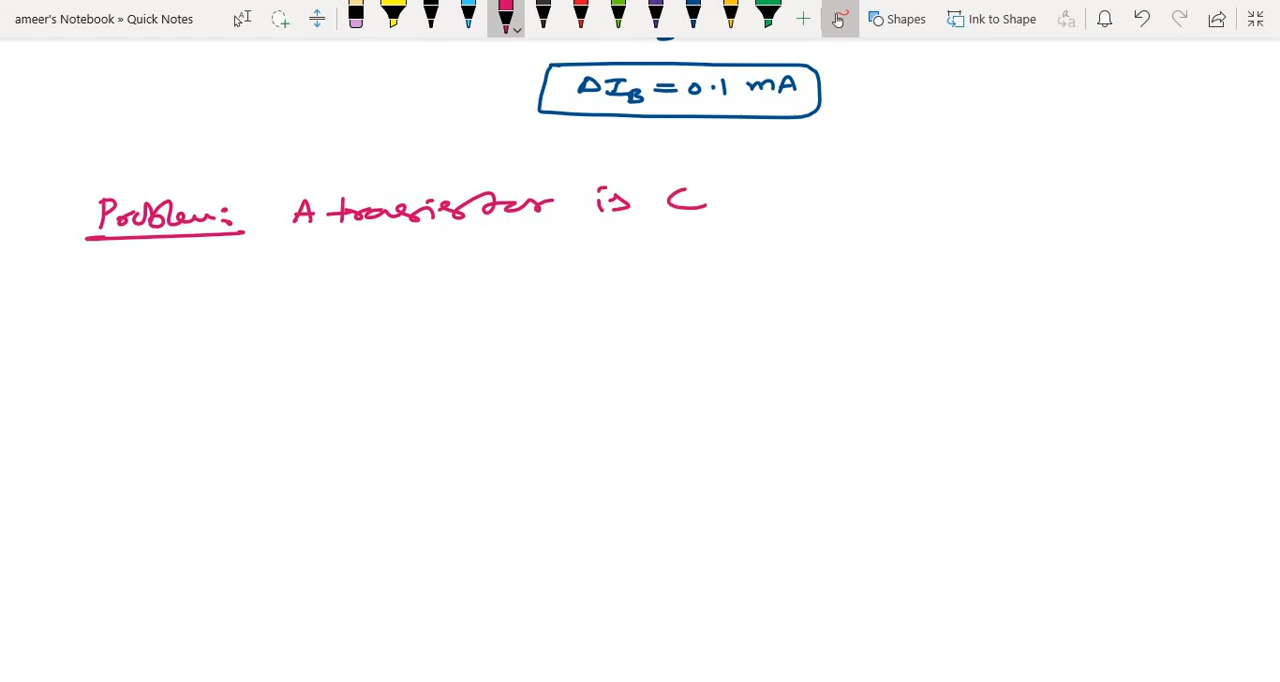 ameer's Notebook » Quick Notes
Shapes
Ink to Shape
ΔI_B = 0.1 mA
Problem: A transistor is C